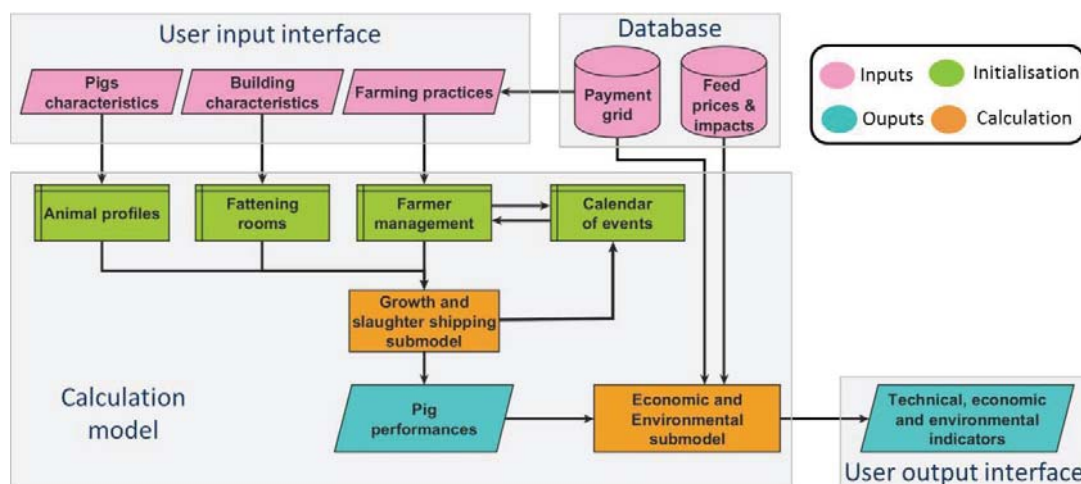 User input interface
Database
Pigs
characteristics
Building
characteristics
Farming practices
Payment
grid
Feed
prices &
impacts
Inputs
Initialisation
Ouputs
Calculation
Animal profiles
Fattening
rooms
Farmer
management
Calendar
of events
Growth and
slaughter shipping
submodel
Calculation
model
Pig
performances
Economic and
Environmental
submodel
Technical, economic
and environmental
indicators
User output interface